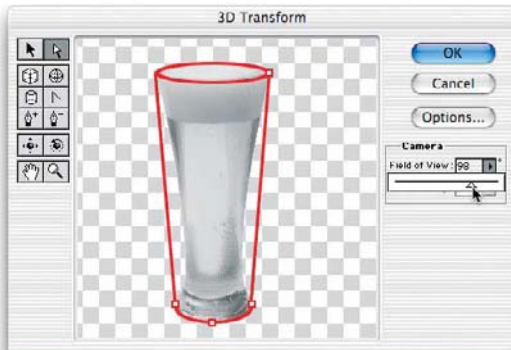 3D Transform
OK
Cancel
Options...
Camera
Field of View: 98 °